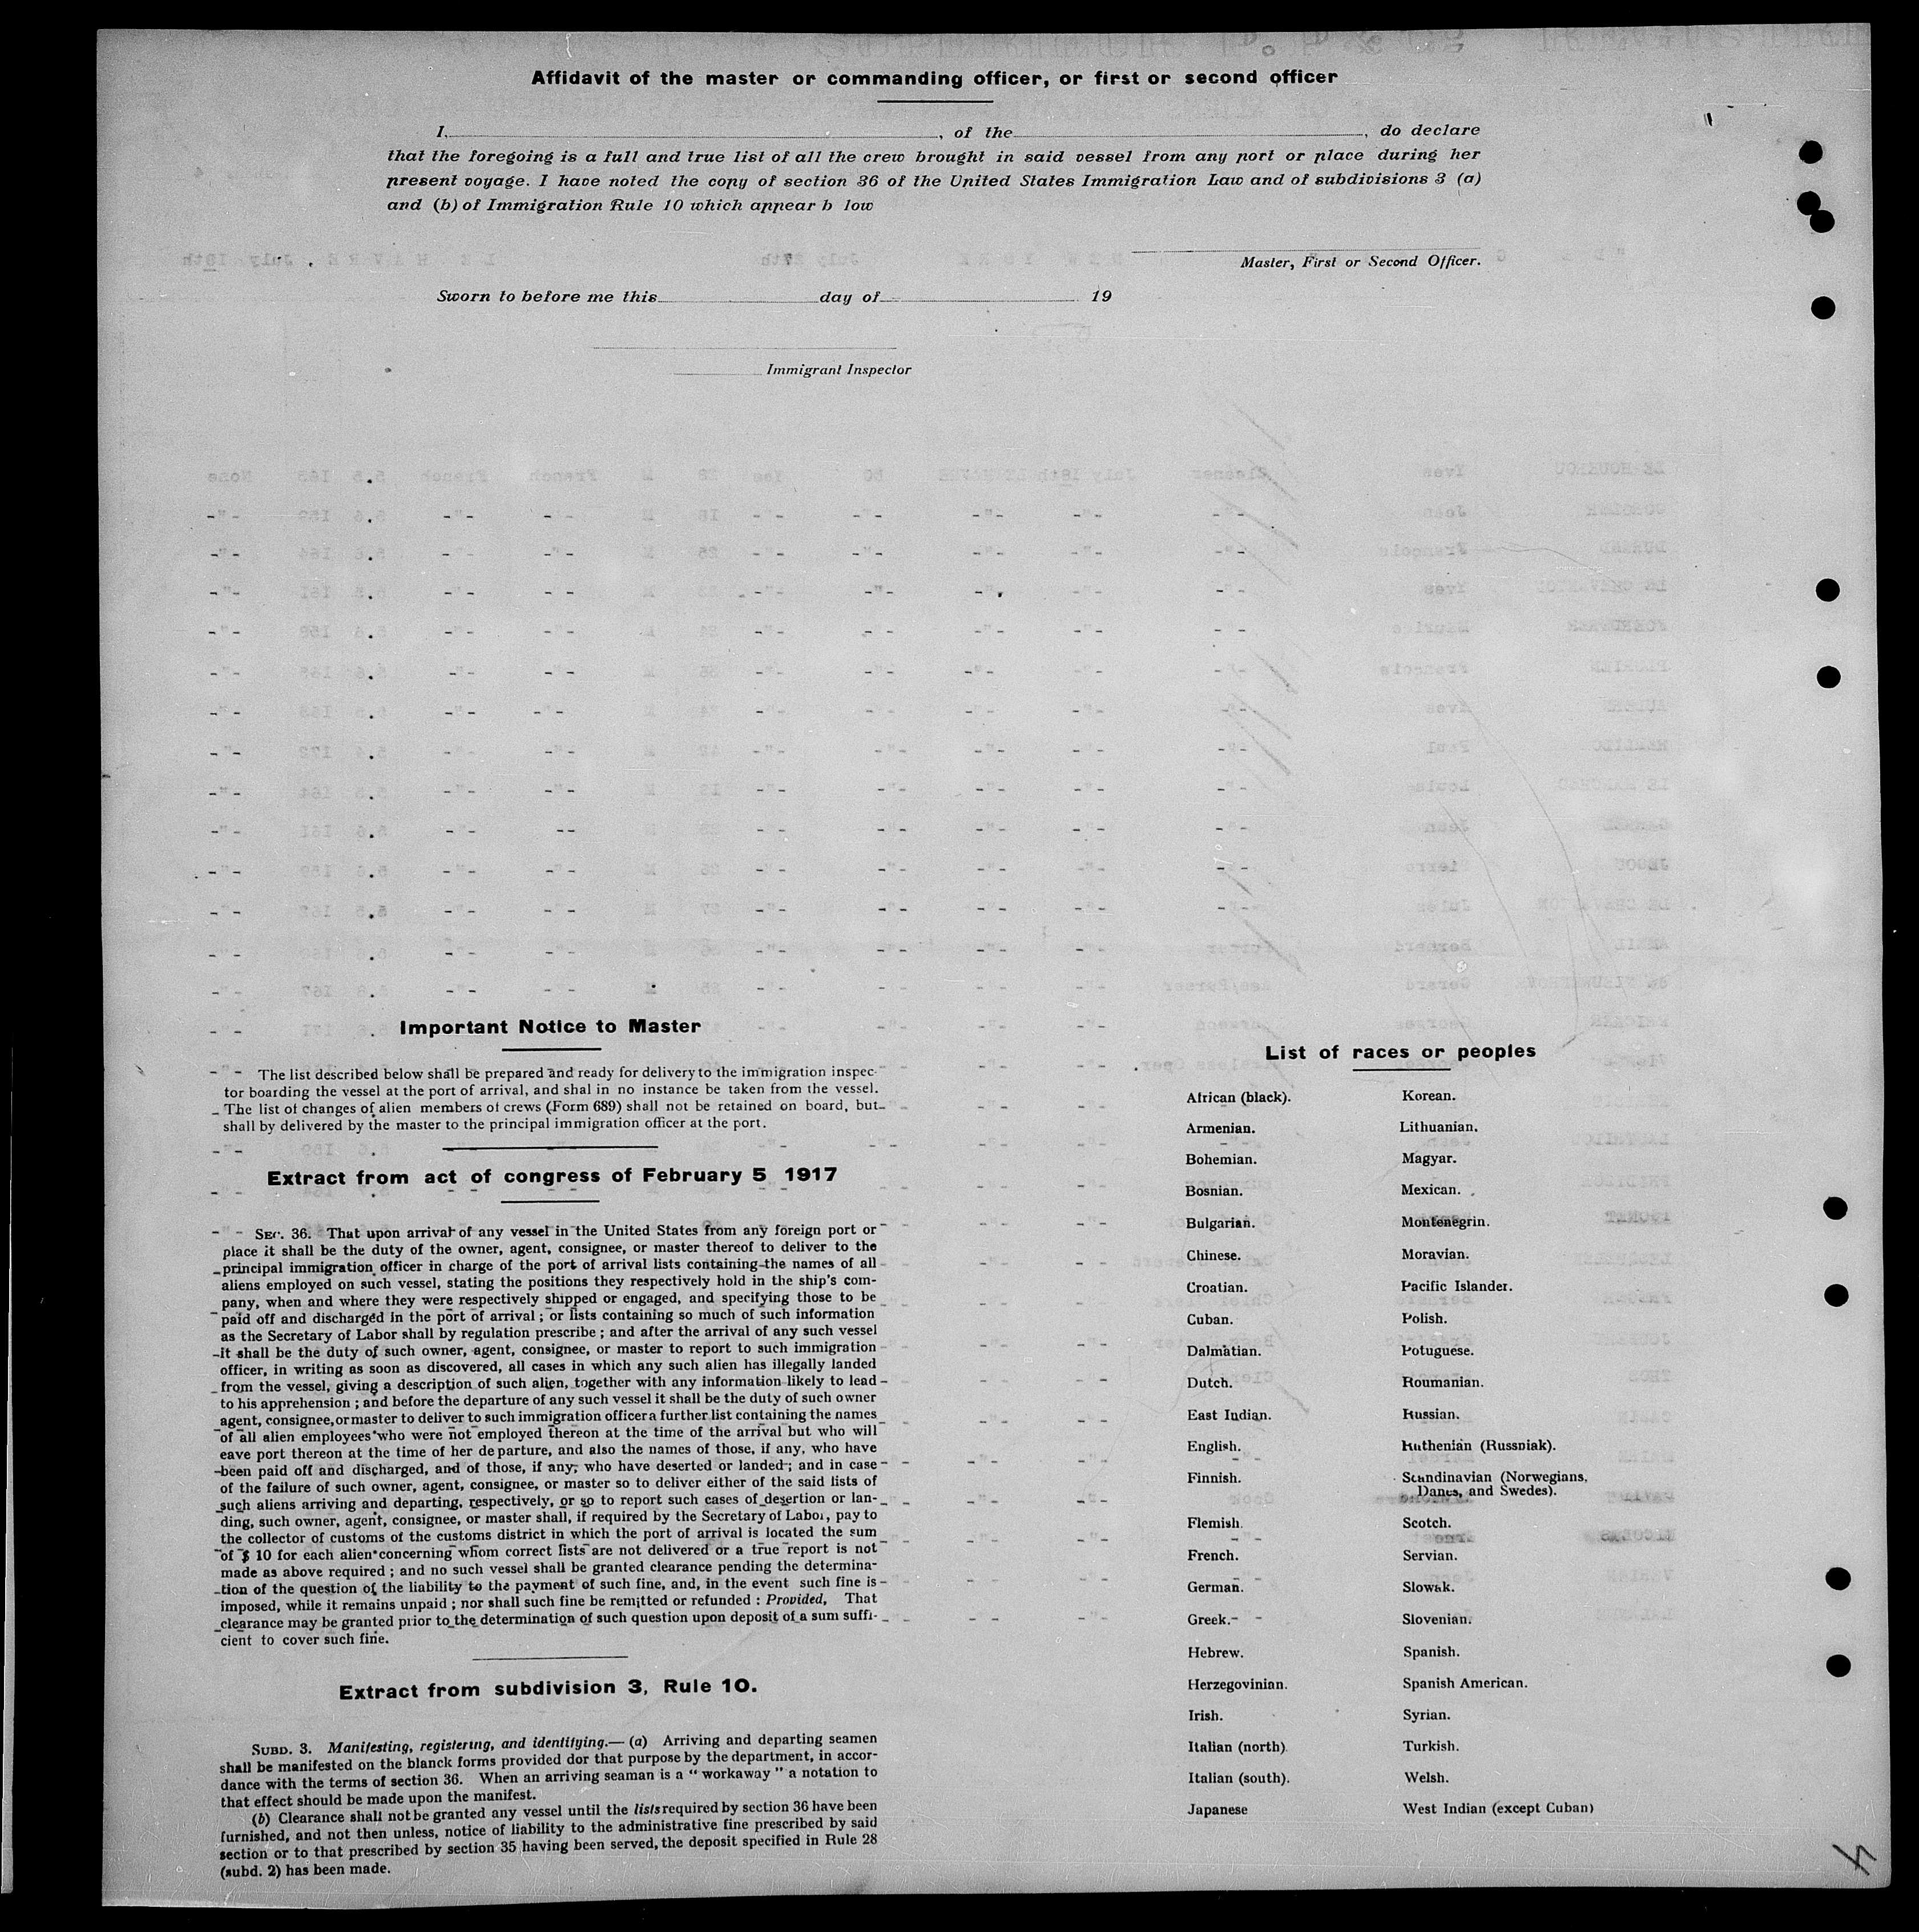 Affidavit of the master or commanding officer, or first or second officer
I, , of the , do declare
that the foregoing is a full and true list of all the crew brought in said vessel from any port or place during her
present voyage. I have noted the copy of section 36 of the United States Immigration Law and of subdivisions 3 (a)
and (b) of Immigration Rule 10 which appear b low
Master, First or Second Officer.
Sworn to before me this day of 19
Immigrant Inspector
Important Notice to Master
The list described below shall be prepared and ready for delivery to the immigration inspec-
tor boarding the vessel at the port of arrival, and shal in no instance be taken from the vessel.
The list of changes of alien members of crews (Form 689) shall not be retained on board, but
shall by delivered by the master to the principal immigration officer at the port.
Extract from act of congress of February 5 1917
SEC. 36. That upon arrival of any vessel in the United States from any foreign port or
place it shall be the duty of the owner, agent, consignee, or master thereof to deliver to the
principal immigration officer in charge of the port of arrival lists containing the names of all
aliens employed on such vessel, stating the positions they respectively hold in the ship's com-
pany, when and where they were respectively shipped or engaged, and specifying those to be
paid off and discharged in the port of arrival ; or lists containing so much of such information
as the Secretary of Labor shall by regulation prescribe ; and after the arrival of any such vessel
it shall be the duty of such owner, agent, consignee, or master to report to such immigration
officer, in writing as soon as discovered, all cases in which any such alien has illegally landed
from the vessel, giving a description of such alien, together with any information likely to lead
to his apprehension ; and before the departure of any such vessel it shall be the duty of such owner
agent, consignee, or master to deliver to such immigration officer a further list containing the names
of all alien employees who were not employed thereon at the time of the arrival but who will
eave port thereon at the time of her departure, and also the names of those, if any, who have
been paid off and discharged, and of those, if any, who have deserted or landed ; and in case
of the failure of such owner, agent, consignee, or master so to deliver either of the said lists of
such aliens arriving and departing, respectively, or so to report such cases of desertion or lan-
ding, such owner, agent, consignee, or master shall, if required by the Secretary of Labor, pay to
the collector of customs of the customs district in which the port of arrival is located the sum
of $ 10 for each alien concerning whom correct lists are not delivered or a true report is not
made as above required ; and no such vessel shall be granted clearance pending the determina-
tion of the question of the liability to the payment of such fine, and, in the event such fine is
imposed, while it remains unpaid ; nor shall such fine be remitted or refunded : Provided, That
clearance may be granted prior to the determination of such question upon deposit of a sum suffi-
cient to cover such fine.
Extract from subdivision 3, Rule 10.
SUBD. 3. Manifesting, registering, and identifying.— (a) Arriving and departing seamen
shall be manifested on the blanck forms provided dor that purpose by the department, in accor-
dance with the terms of section 36. When an arriving seaman is a “ workaway ” a notation to
that effect should be made upon the manifest.
(b) Clearance shall not be granted any vessel until the lists required by section 36 have been
furnished, and not then unless, notice of liability to the administrative fine prescribed by said
section or to that prescribed by section 35 having been served, the deposit specified in Rule 28
(subd. 2) has been made.
List of races or peoples
African (black).
Armenian.
Bohemian.
Bosnian.
Bulgarian.
Chinese.
Croatian.
Cuban.
Dalmatian.
Dutch.
East Indian.
English.
Finnish.
Flemish.
French.
German.
Greek.
Hebrew.
Herzegovinian.
Irish.
Italian (north)
Italian (south).
Japanese
Korean.
Lithuanian.
Magyar.
Mexican.
Montenegrin.
Moravian.
Pacific Islander.
Polish.
Potuguese.
Roumanian.
Russian.
Ruthenian (Russniak).
Scandinavian (Norwegians,
Danes, and Swedes).
Scotch.
Servian.
Slowak.
Slovenian.
Spanish.
Spanish American.
Syrian.
Turkish.
Welsh.
West Indian (except Cuban)
4